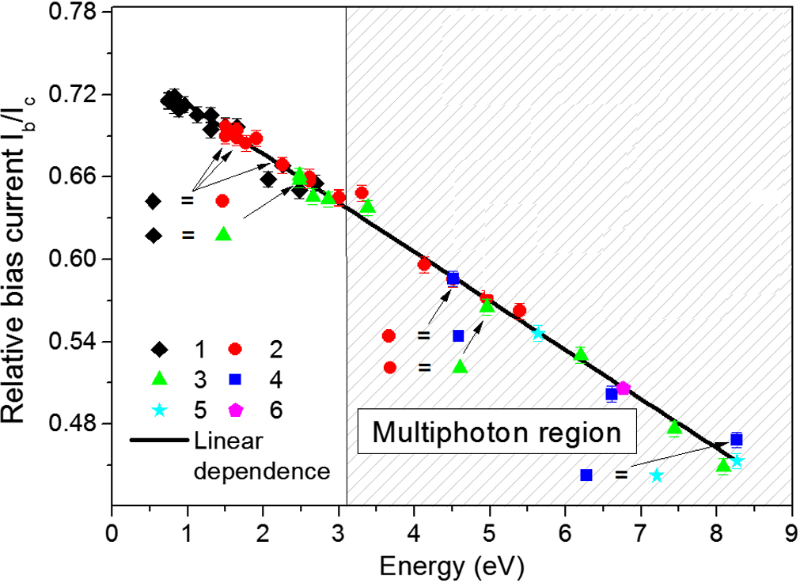 0.78
0.72
0.66
0.60
0.54
0.48
Relative bias current I_b/I_c
=
=
=
=
=
1 2
3 4
5 6
Linear
dependence
Multiphoton region
0 1 2 3 4 5 6 7 8 9
Energy (eV)